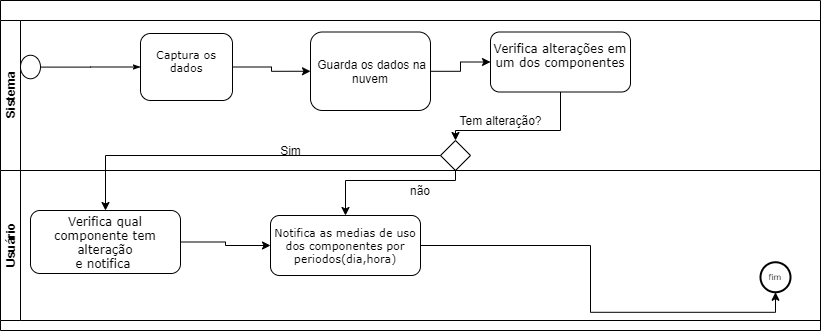 Sistema
Captura os
dados
Guarda os dados na
nuvem
Verifica alterações em
um dos componentes
Tem alteração?
Sim
não
Usuário
Verifica qual
componente tem
alteração
e notifica
Notifica as medias de uso
dos componentes por
periodos(dia,hora)
fim